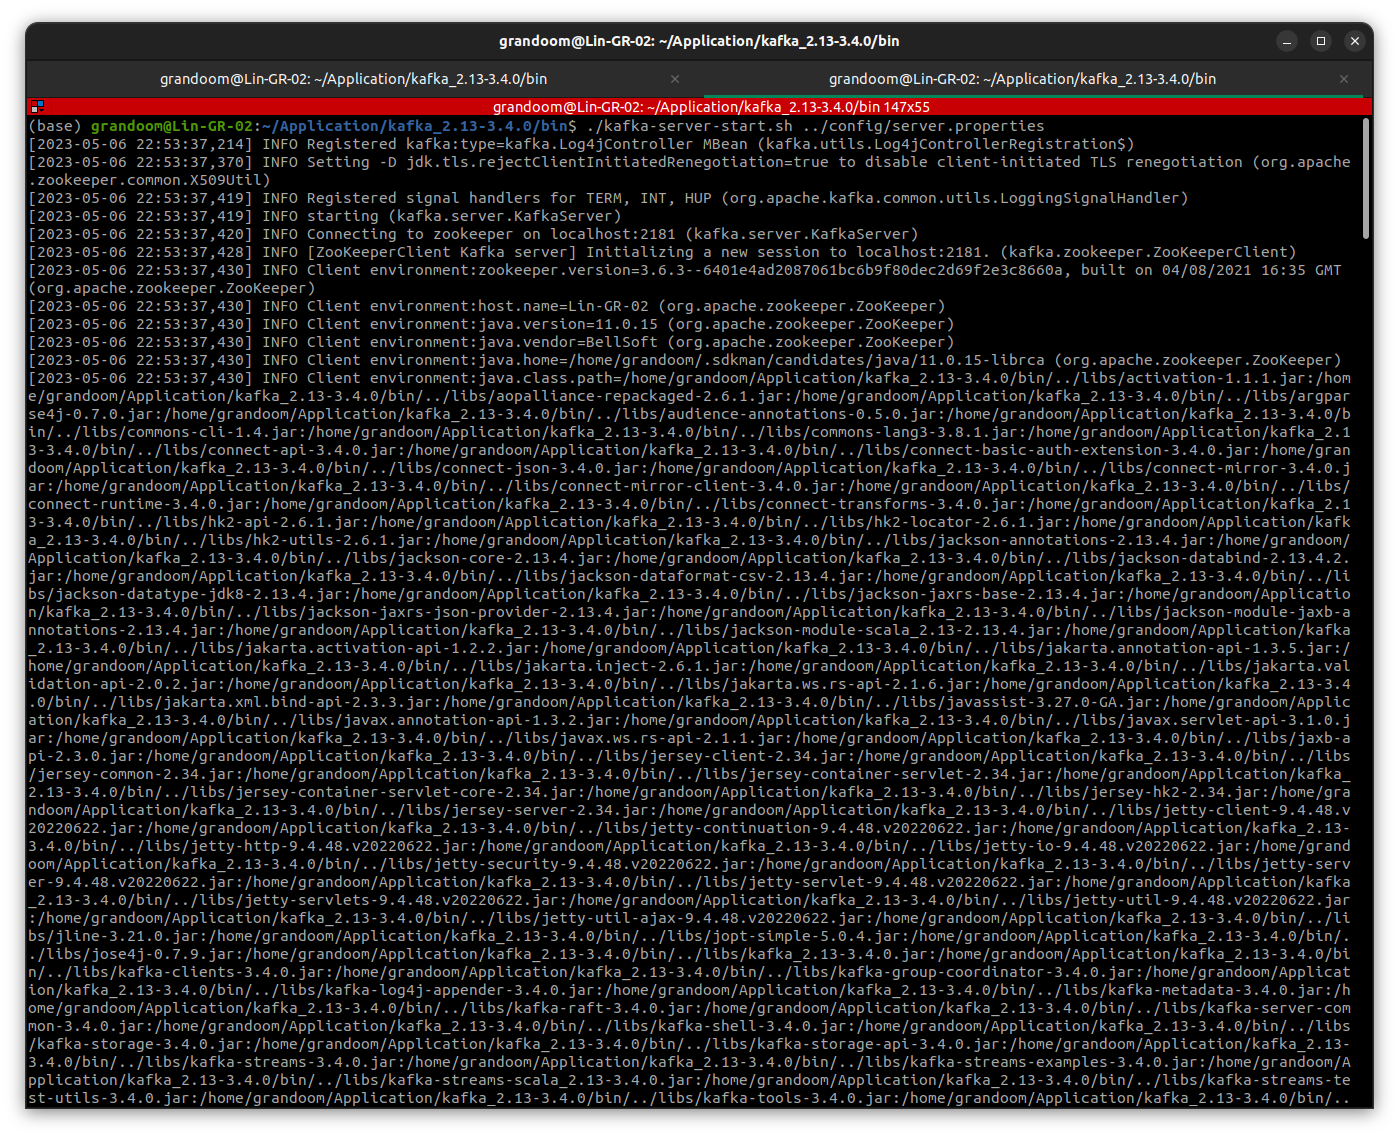 grandoom@Lin-GR-02: ~/Application/kafka_2.13-3.4.0/bin
grandoom@Lin-GR-02: ~/Application/kafka_2.13-3.4.0/bin
grandoom@Lin-GR-02: ~/Application/kafka_2.13-3.4.0/bin
grandoom@Lin-GR-02: ~/Application/kafka_2.13-3.4.0/bin 147x55
(base) grandoom@Lin-GR-02:~/Application/kafka_2.13-3.4.0/bin$ ./kafka-server-start.sh ../config/server.properties
[2023-05-06 22:53:37,214] INFO Registered kafka:type=kafka.Log4jController MBean (kafka.utils.Log4jControllerRegistration$)
[2023-05-06 22:53:37,370] INFO Setting -D jdk.tls.rejectClientInitiatedRenegotiation=true to disable client-initiated TLS renegotiation (org.apache
.zookeeper.common.X509Util)
[2023-05-06 22:53:37,419] INFO Registered signal handlers for TERM, INT, HUP (org.apache.kafka.common.utils.LoggingSignalHandler)
[2023-05-06 22:53:37,419] INFO starting (kafka.server.KafkaServer)
[2023-05-06 22:53:37,420] INFO Connecting to zookeeper on localhost:2181 (kafka.server.KafkaServer)
[2023-05-06 22:53:37,428] INFO [ZooKeeperClient Kafka server] Initializing a new session to localhost:2181. (kafka.zookeeper.ZooKeeperClient)
[2023-05-06 22:53:37,430] INFO Client environment:zookeeper.version=3.6.3--6401e4ad2087061bc6b9f80dec2d69f2e3c8660a, built on 04/08/2021 16:35 GMT
(org.apache.zookeeper.ZooKeeper)
[2023-05-06 22:53:37,430] INFO Client environment:host.name=Lin-GR-02 (org.apache.zookeeper.ZooKeeper)
[2023-05-06 22:53:37,430] INFO Client environment:java.version=11.0.15 (org.apache.zookeeper.ZooKeeper)
[2023-05-06 22:53:37,430] INFO Client environment:java.vendor=BellSoft (org.apache.zookeeper.ZooKeeper)
[2023-05-06 22:53:37,430] INFO Client environment:java.home=/home/grandoom/.sdkman/candidates/java/11.0.15-librca (org.apache.zookeeper.ZooKeeper)
[2023-05-06 22:53:37,430] INFO Client environment:java.class.path=/home/grandoom/Application/kafka_2.13-3.4.0/bin/../libs/activation-1.1.1.jar:/hom
e/grandoom/Application/kafka_2.13-3.4.0/bin/../libs/aopalliance-repackaged-2.6.1.jar:/home/grandoom/Application/kafka_2.13-3.4.0/bin/../libs/argpar
se4j-0.7.0.jar:/home/grandoom/Application/kafka_2.13-3.4.0/bin/../libs/audience-annotations-0.5.0.jar:/home/grandoom/Application/kafka_2.13-3.4.0/b
in/../libs/commons-cli-1.4.jar:/home/grandoom/Application/kafka_2.13-3.4.0/bin/../libs/commons-lang3-3.8.1.jar:/home/grandoom/Application/kafka_2.1
3-3.4.0/bin/../libs/connect-api-3.4.0.jar:/home/grandoom/Application/kafka_2.13-3.4.0/bin/../libs/connect-basic-auth-extension-3.4.0.jar:/home/gran
doom/Application/kafka_2.13-3.4.0/bin/../libs/connect-json-3.4.0.jar:/home/grandoom/Application/kafka_2.13-3.4.0/bin/../libs/connect-mirror-3.4.0.j
ar:/home/grandoom/Application/kafka_2.13-3.4.0/bin/../libs/connect-mirror-client-3.4.0.jar:/home/grandoom/Application/kafka_2.13-3.4.0/bin/../libs/
connect-runtime-3.4.0.jar:/home/grandoom/Application/kafka_2.13-3.4.0/bin/../libs/connect-transforms-3.4.0.jar:/home/grandoom/Application/kafka_2.1
3-3.4.0/bin/../libs/hk2-api-2.6.1.jar:/home/grandoom/Application/kafka_2.13-3.4.0/bin/../libs/hk2-locator-2.6.1.jar:/home/grandoom/Application/kafk
a_2.13-3.4.0/bin/../libs/hk2-utils-2.6.1.jar:/home/grandoom/Application/kafka_2.13-3.4.0/bin/../libs/jackson-annotations-2.13.4.jar:/home/grandoom/
Application/kafka_2.13-3.4.0/bin/../libs/jackson-core-2.13.4.jar:/home/grandoom/Application/kafka_2.13-3.4.0/bin/../libs/jackson-databind-2.13.4.2.
jar:/home/grandoom/Application/kafka_2.13-3.4.0/bin/../libs/jackson-dataformat-csv-2.13.4.jar:/home/grandoom/Application/kafka_2.13-3.4.0/bin/../li
bs/jackson-datatype-jdk8-2.13.4.jar:/home/grandoom/Application/kafka_2.13-3.4.0/bin/../libs/jackson-jaxrs-base-2.13.4.jar:/home/grandoom/Applicatio
n/kafka_2.13-3.4.0/bin/../libs/jackson-jaxrs-json-provider-2.13.4.jar:/home/grandoom/Application/kafka_2.13-3.4.0/bin/../libs/jackson-module-jaxb-a
nnotations-2.13.4.jar:/home/grandoom/Application/kafka_2.13-3.4.0/bin/../libs/jackson-module-scala_2.13-2.13.4.jar:/home/grandoom/Application/kafka
_2.13-3.4.0/bin/../libs/jakarta.activation-api-1.2.2.jar:/home/grandoom/Application/kafka_2.13-3.4.0/bin/../libs/jakarta.annotation-api-1.3.5.jar:/
home/grandoom/Application/kafka_2.13-3.4.0/bin/../libs/jakarta.inject-2.6.1.jar:/home/grandoom/Application/kafka_2.13-3.4.0/bin/../libs/jakarta.val
idation-api-2.0.2.jar:/home/grandoom/Application/kafka_2.13-3.4.0/bin/../libs/jakarta.ws.rs-api-2.1.6.jar:/home/grandoom/Application/kafka_2.13-3.4
.0/bin/../libs/jakarta.xml.bind-api-2.3.3.jar:/home/grandoom/Application/kafka_2.13-3.4.0/bin/../libs/javassist-3.27.0-GA.jar:/home/grandoom/Applic
ation/kafka_2.13-3.4.0/bin/../libs/javax.annotation-api-1.3.2.jar:/home/grandoom/Application/kafka_2.13-3.4.0/bin/../libs/javax.servlet-api-3.1.0.j
ar:/home/grandoom/Application/kafka_2.13-3.4.0/bin/../libs/javax.ws.rs-api-2.1.1.jar:/home/grandoom/Application/kafka_2.13-3.4.0/bin/../libs/jaxb-a
pi-2.3.0.jar:/home/grandoom/Application/kafka_2.13-3.4.0/bin/../libs/jersey-client-2.34.jar:/home/grandoom/Application/kafka_2.13-3.4.0/bin/../libs
/jersey-common-2.34.jar:/home/grandoom/Application/kafka_2.13-3.4.0/bin/../libs/jersey-container-servlet-2.34.jar:/home/grandoom/Application/kafka_
2.13-3.4.0/bin/../libs/jersey-container-servlet-core-2.34.jar:/home/grandoom/Application/kafka_2.13-3.4.0/bin/../libs/jersey-hk2-2.34.jar:/home/gra
ndoom/Application/kafka_2.13-3.4.0/bin/../libs/jersey-server-2.34.jar:/home/grandoom/Application/kafka_2.13-3.4.0/bin/../libs/jetty-client-9.4.48.v
20220622.jar:/home/grandoom/Application/kafka_2.13-3.4.0/bin/../libs/jetty-continuation-9.4.48.v20220622.jar:/home/grandoom/Application/kafka_2.13-
3.4.0/bin/../libs/jetty-http-9.4.48.v20220622.jar:/home/grandoom/Application/kafka_2.13-3.4.0/bin/../libs/jetty-io-9.4.48.v20220622.jar:/home/grand
oom/Application/kafka_2.13-3.4.0/bin/../libs/jetty-security-9.4.48.v20220622.jar:/home/grandoom/Application/kafka_2.13-3.4.0/bin/../libs/jetty-serv
er-9.4.48.v20220622.jar:/home/grandoom/Application/kafka_2.13-3.4.0/bin/../libs/jetty-servlet-9.4.48.v20220622.jar:/home/grandoom/Application/kafka
_2.13-3.4.0/bin/../libs/jetty-servlets-9.4.48.v20220622.jar:/home/grandoom/Application/kafka_2.13-3.4.0/bin/../libs/jetty-util-9.4.48.v20220622.jar
:/home/grandoom/Application/kafka_2.13-3.4.0/bin/../libs/jetty-util-ajax-9.4.48.v20220622.jar:/home/grandoom/Application/kafka_2.13-3.4.0/bin/../li
bs/jline-3.21.0.jar:/home/grandoom/Application/kafka_2.13-3.4.0/bin/../libs/jopt-simple-5.0.4.jar:/home/grandoom/Application/kafka_2.13-3.4.0/bin/.
./libs/jose4j-0.7.9.jar:/home/grandoom/Application/kafka_2.13-3.4.0/bin/../libs/kafka-3.4.0.jar:/home/grandoom/Application/kafka_2.13-3.4.0/bi
n/../libs/kafka-clients-3.4.0.jar:/home/grandoom/Application/kafka_2.13-3.4.0/bin/../libs/kafka-group-coordinator-3.4.0.jar:/home/grandoom/Applicat
ion/kafka_2.13-3.4.0/bin/../libs/kafka-log4j-appender-3.4.0.jar:/home/grandoom/Application/kafka_2.13-3.4.0/bin/../libs/kafka-metadata-3.4.0.jar:/h
ome/grandoom/Application/kafka_2.13-3.4.0/bin/../libs/kafka-raft-3.4.0.jar:/home/grandoom/Application/kafka_2.13-3.4.0/bin/../libs/kafka-server-com
mon-3.4.0.jar:/home/grandoom/Application/kafka_2.13-3.4.0/bin/../libs/kafka-shell-3.4.0.jar:/home/grandoom/Application/kafka_2.13-3.4.0/bin/../libs
/kafka-storage-3.4.0.jar:/home/grandoom/Application/kafka_2.13-3.4.0/bin/../libs/kafka-storage-api-3.4.0.jar:/home/grandoom/Application/kafka_2.13-
3.4.0/bin/../libs/kafka-streams-3.4.0.jar:/home/grandoom/Application/kafka_2.13-3.4.0/bin/../libs/kafka-streams-examples-3.4.0.jar:/home/grandoom/A
pplication/kafka_2.13-3.4.0/bin/../libs/kafka-streams-scala_2.13-3.4.0.jar:/home/grandoom/Application/kafka_2.13-3.4.0/bin/../libs/kafka-streams-te
st-utils-3.4.0.jar:/home/grandoom/Application/kafka_2.13-3.4.0/bin/../libs/kafka-tools-3.4.0.jar:/home/grandoom/Application/kafka_2.13-3.4.0/bin/..